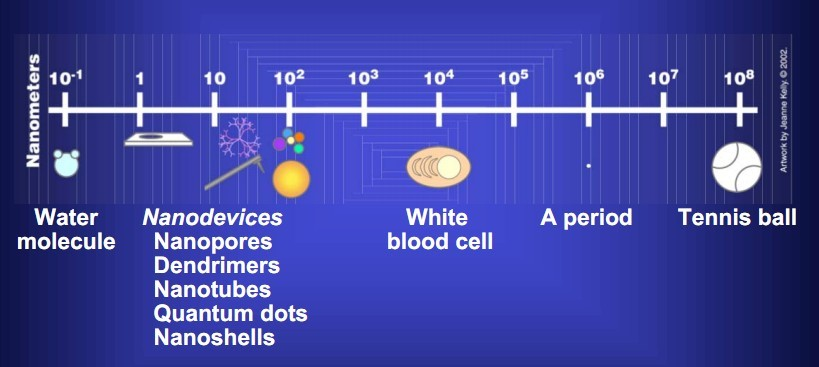 Nanometers
10⁻¹ 1 10 10² 10³ 10⁴ 10⁵ 10⁶ 10⁷ 10⁸
Artwork by Jeanne Kelly. © 2002.
Water
molecule
Nanodevices
Nanopores
Dendrimers
Nanotubes
Quantum dots
Nanoshells
White
blood cell
A period
Tennis ball